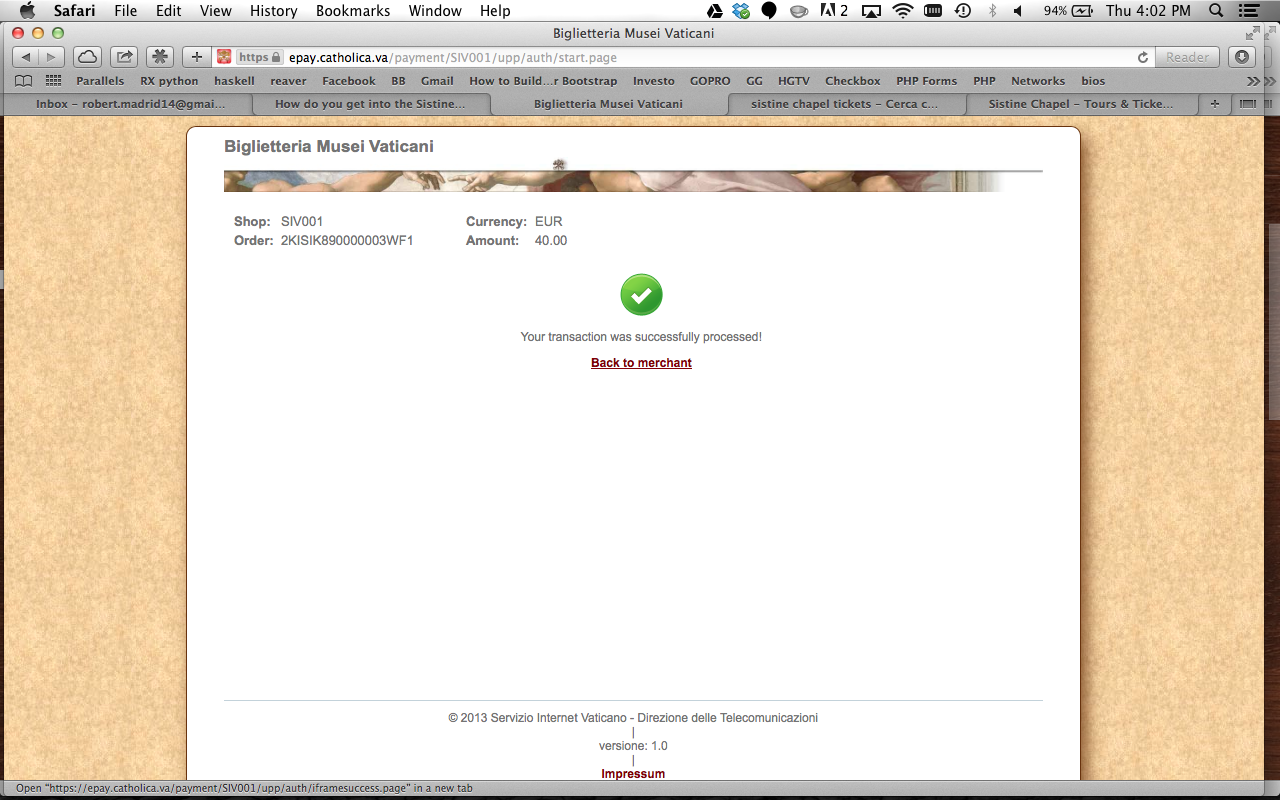 Safari File Edit View History Bookmarks Window Help 2 94% Thu 4:02 PM
Biglietteria Musei Vaticani
https epay.catholica.va/payment/SIV001/upp/auth/start.page Reader
Parallels RX python haskell reaver Facebook BB Gmail How to Build...r Bootstrap Investo GOPRO GG HGTV Checkbox PHP Forms PHP Networks bios
Inbox – robert.madrid14@gmai... How do you get into the Sistine... Biglietteria Musei Vaticani sistine chapel tickets – Cerca c... Sistine Chapel – Tours & Ticke...
Biglietteria Musei Vaticani
Shop: SIV001 Currency: EUR
Order: 2KISIK890000003WF1 Amount: 40.00
Your transaction was successfully processed!
Back to merchant
© 2013 Servizio Internet Vaticano - Direzione delle Telecomunicazioni
|
versione: 1.0
|
Impressum
Open "https://epay.catholica.va/payment/SIV001/upp/auth/iframesuccess.page" in a new tab